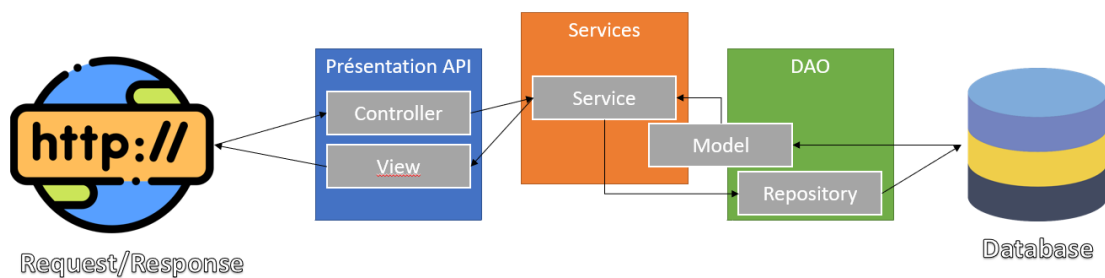 Services
Présentation API
DAO
Controller
Service
http://
Model
View
Repository
Request/Response
Database